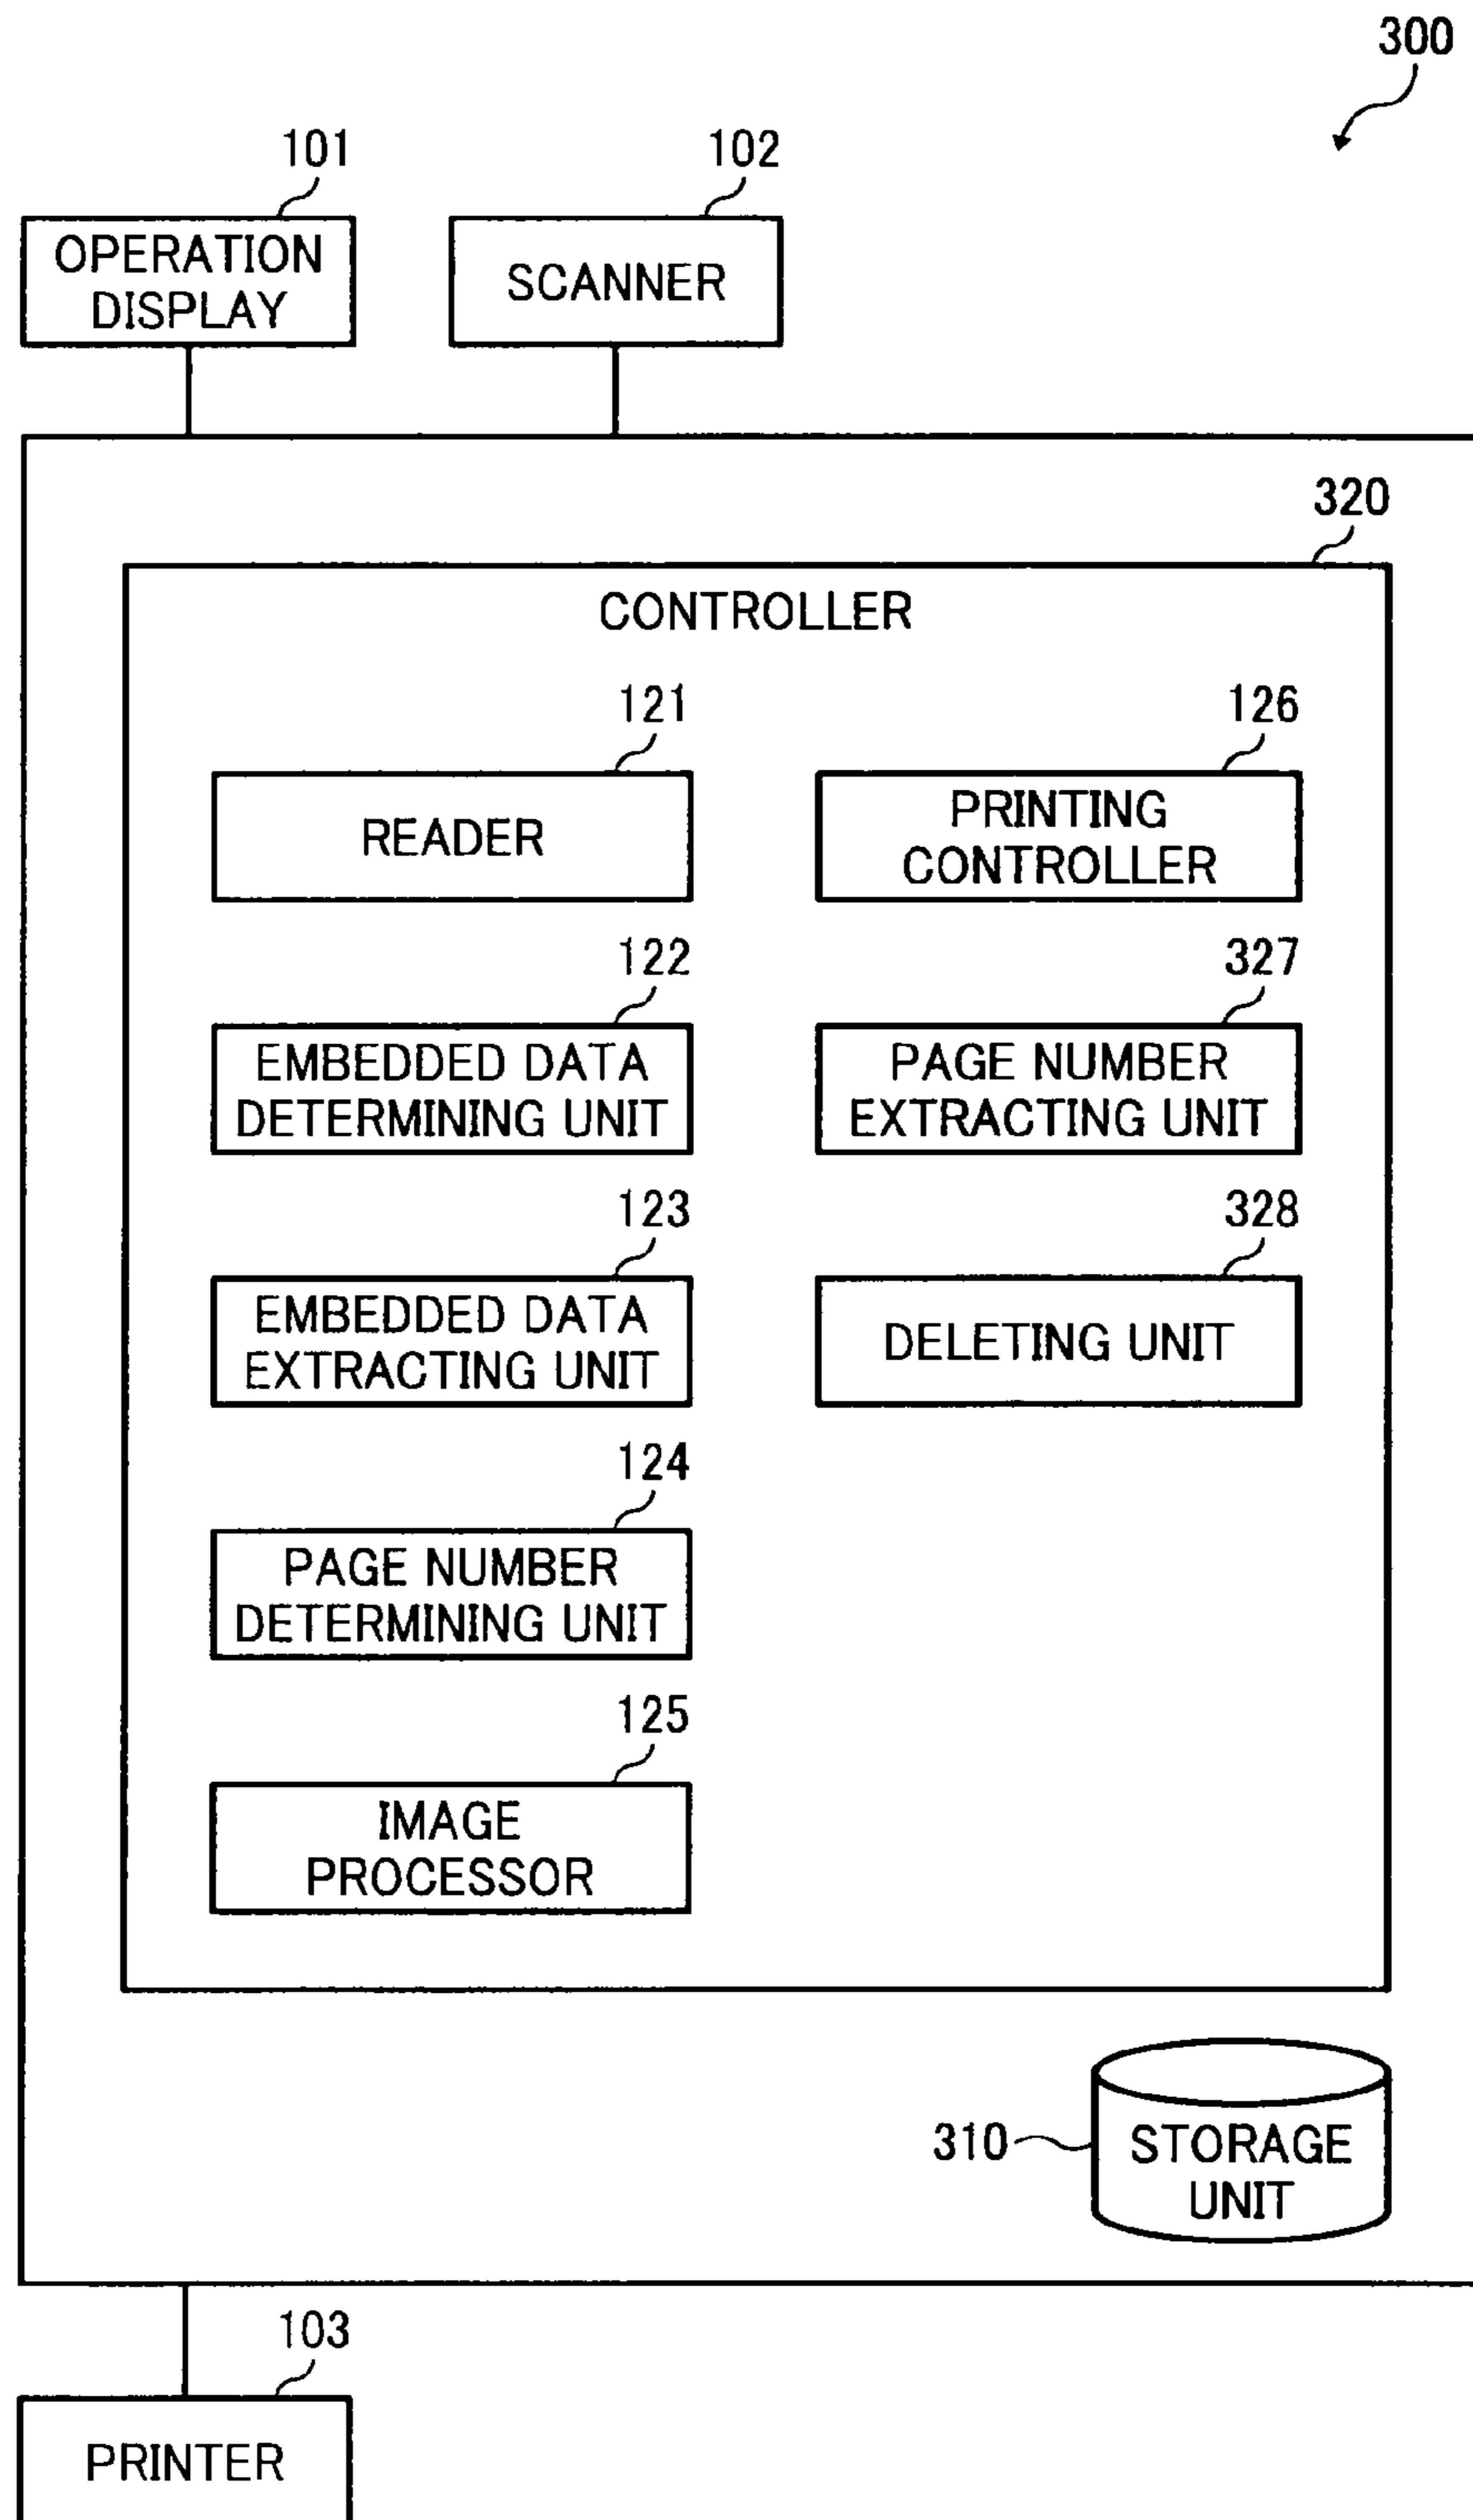 300
101
102
OPERATION
DISPLAY
SCANNER
320
CONTROLLER
121
READER
126
PRINTING
CONTROLLER
122
EMBEDDED DATA
DETERMINING UNIT
327
PAGE NUMBER
EXTRACTING UNIT
123
EMBEDDED DATA
EXTRACTING UNIT
328
DELETING UNIT
124
PAGE NUMBER
DETERMINING UNIT
125
IMAGE
PROCESSOR
310
STORAGE
UNIT
103
PRINTER